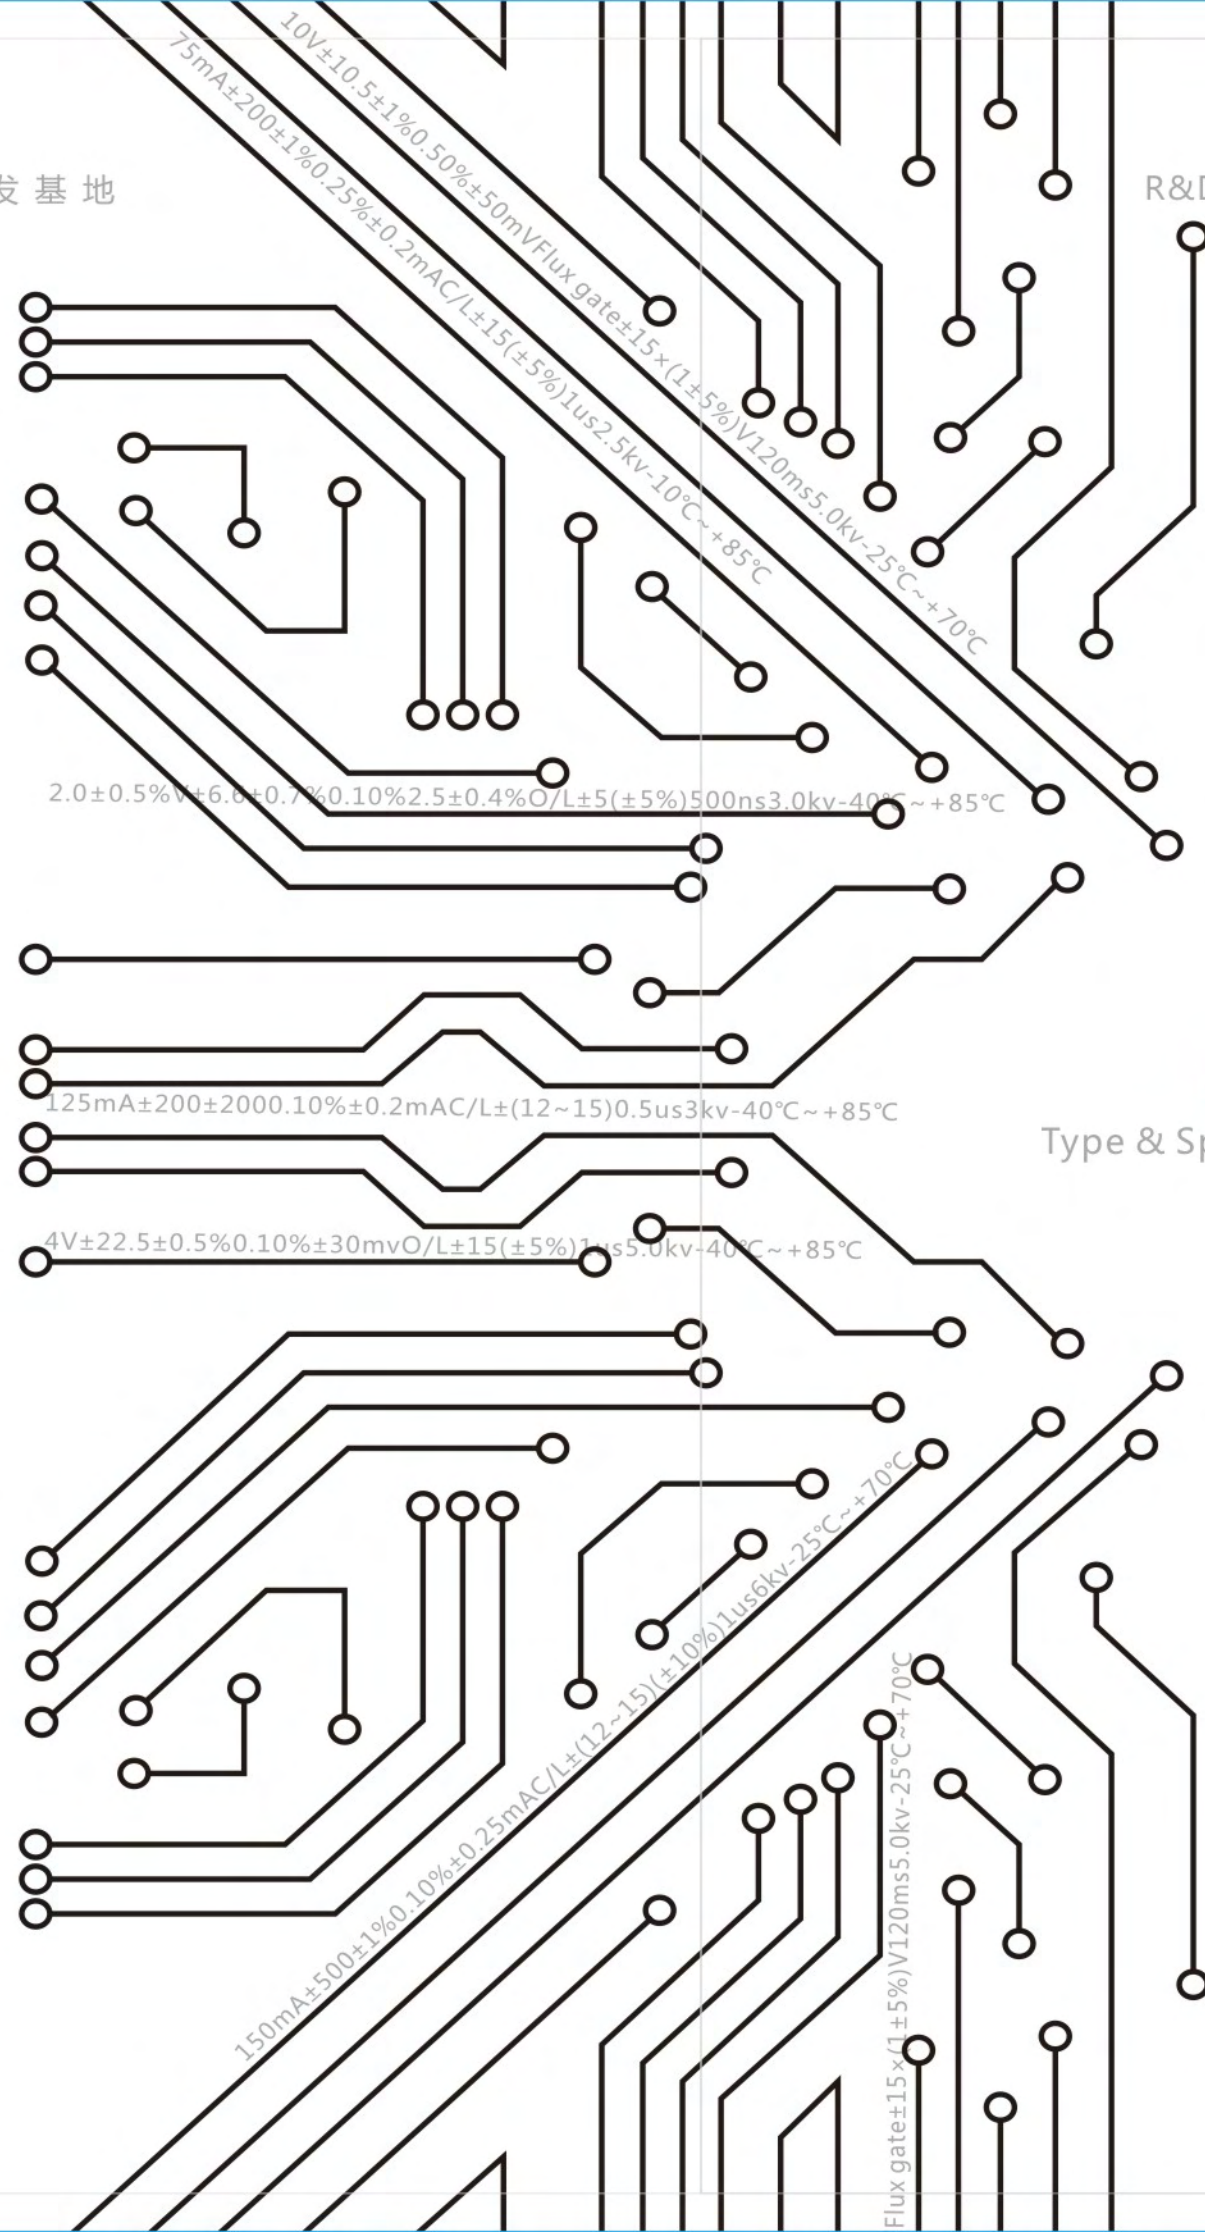 10V±10.5±1%0.50%±50mVFlux gate±15×(1±5%)V120ms5.0kv-25℃~+70℃
75mA±200±1%0.25%±0.2mAC/L±15(±5%)1us2.5kv-10℃~+85℃
发基地
R&D
2.0±0.5%V±6.6±0.7%0.10%2.5±0.4%O/L±5(±5%)500ns3.0kv-40℃~+85℃
125mA±200±2000.10%±0.2mAC/L±(12~15)0.5us3kv-40℃~+85℃
Type & Sp
4V±22.5±0.5%0.10%±30mvO/L±15(±5%)1us5.0kv-40℃~+85℃
150mA±500±1%0.10%±0.25mAC/L±(12~15)(±10%)1us6kv-25℃~+70℃
Flux gate±15×(1±5%)V120ms5.0kv-25℃~+70℃